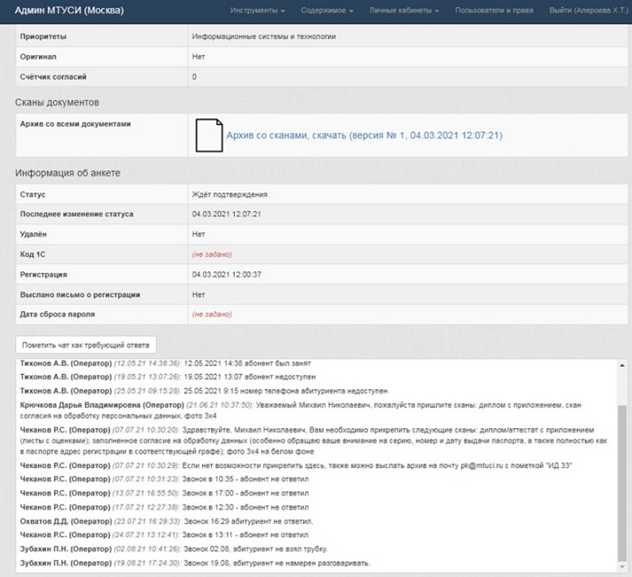 Админ МТУСИ (Москва) Инструменты Содержимое Личные кабинеты Пользователи и права Выйти (Алероева Х.Т.)
Приоритеты Информационные системы и технологии
Оригинал Нет
Счётчик согласий 0
Сканы документов
Архив со всеми документами Архив со сканами, скачать (версия № 1, 04.03.2021 12:07:21)
Информация об анкете
Статус Ждёт подтверждения
Последнее изменение статуса 04.03.2021 12:07:21
Удалён Нет
Код 1С (не задано)
Регистрация 04.03.2021 12:00:37
Выслано письмо о регистрации Нет
Дата сброса пароля (не задано)
Пометить чат как требующий ответа
Тихонов А.В. (Оператор) (12.05.21 14:38:36): 12.05.2021 14:38 абонент был занят
Тихонов А.В. (Оператор) (19.05.21 13:07:26): 19.05.2021 13:07 абонент недоступен
Тихонов А.В. (Оператор) (25.05.21 09:15:28): 25.05.2021 9:15 номер телефона абитуриента недоступен
Крючкова Дарья Владимировна (Оператор) (21.06.21 10:37:50): Уважаемый Михаил Николаевич, пожалуйста пришлите сканы: диплом с приложением, скан
согласия на обработку персональных данных, фото 3х4
Чеканов Р.С. (Оператор) (07.07.21 10:30:20): Здравствуйте, Михаил Николаевич, Вам необходимо прикрепить следующие сканы: диплом/аттестат с приложением
(листы с оценками); заполненное согласие на обработку данных (особенно обращаю ваше внимание на серию, номер и дату выдачи паспорта, а также полностью как
в паспорте адрес регистрации в соответствующей графе); фото 3х4 на белом фоне
Чеканов Р.С. (Оператор) (07.07.21 10:30:29): Если нет возможности прикрепить здесь, также можно выслать архив на почту pk@mtuci.ru с пометкой "ИД 33"
Чеканов Р.С. (Оператор) (07.07.21 10:31:23): Звонок в 10:35 - абонент не ответил
Чеканов Р.С. (Оператор) (13.07.21 16:55:50): Звонок в 17:00 - абонент не ответил
Чеканов Р.С. (Оператор) (17.07.21 12:27:38): Звонок в 12:30 - абонент не ответил
Охватов Д.Д. (Оператор) (23.07.21 16:29:33): Звонок 16:29 абитуриент не ответил.
Чеканов Р.С. (Оператор) (24.07.21 13:12:41): Звонок в 13:11 - абонент не ответил
Зубахин П.Н. (Оператор) (02.08.21 10:41:26): Звонок 02.08, абитуриент не взял трубку.
Зубахин П.Н. (Оператор) (19.08.21 17:24:30): Звонок 19.08, абитуриент не намерен разговаривать.